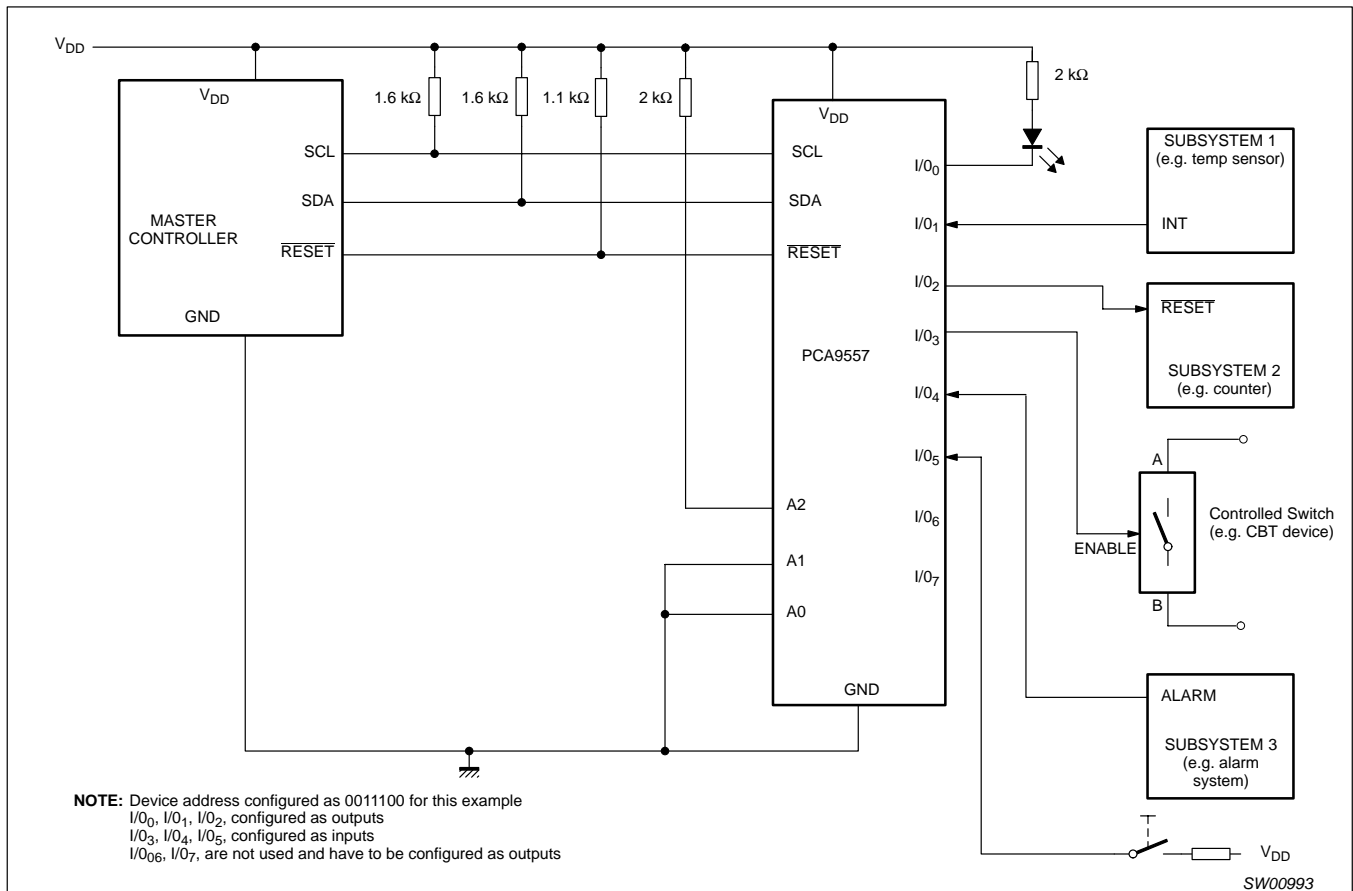 VDD
VDD
1.6 kΩ
1.6 kΩ
1.1 kΩ
2 kΩ
VDD
2 kΩ
SCL
SDA
RESET
MASTER
CONTROLLER
GND
SCL
SDA
RESET
PCA9557
A2
A1
A0
GND
I/00
I/01
I/02
I/03
I/04
I/05
I/06
I/07
SUBSYSTEM 1
(e.g. temp sensor)
INT
RESET
SUBSYSTEM 2
(e.g. counter)
A
ENABLE
B
Controlled Switch
(e.g. CBT device)
ALARM
SUBSYSTEM 3
(e.g. alarm
system)
VDD
NOTE: Device address configured as 0011100 for this example
I/00, I/01, I/02, configured as outputs
I/03, I/04, I/05, configured as inputs
I/006, I/07, are not used and have to be configured as outputs
SW00993